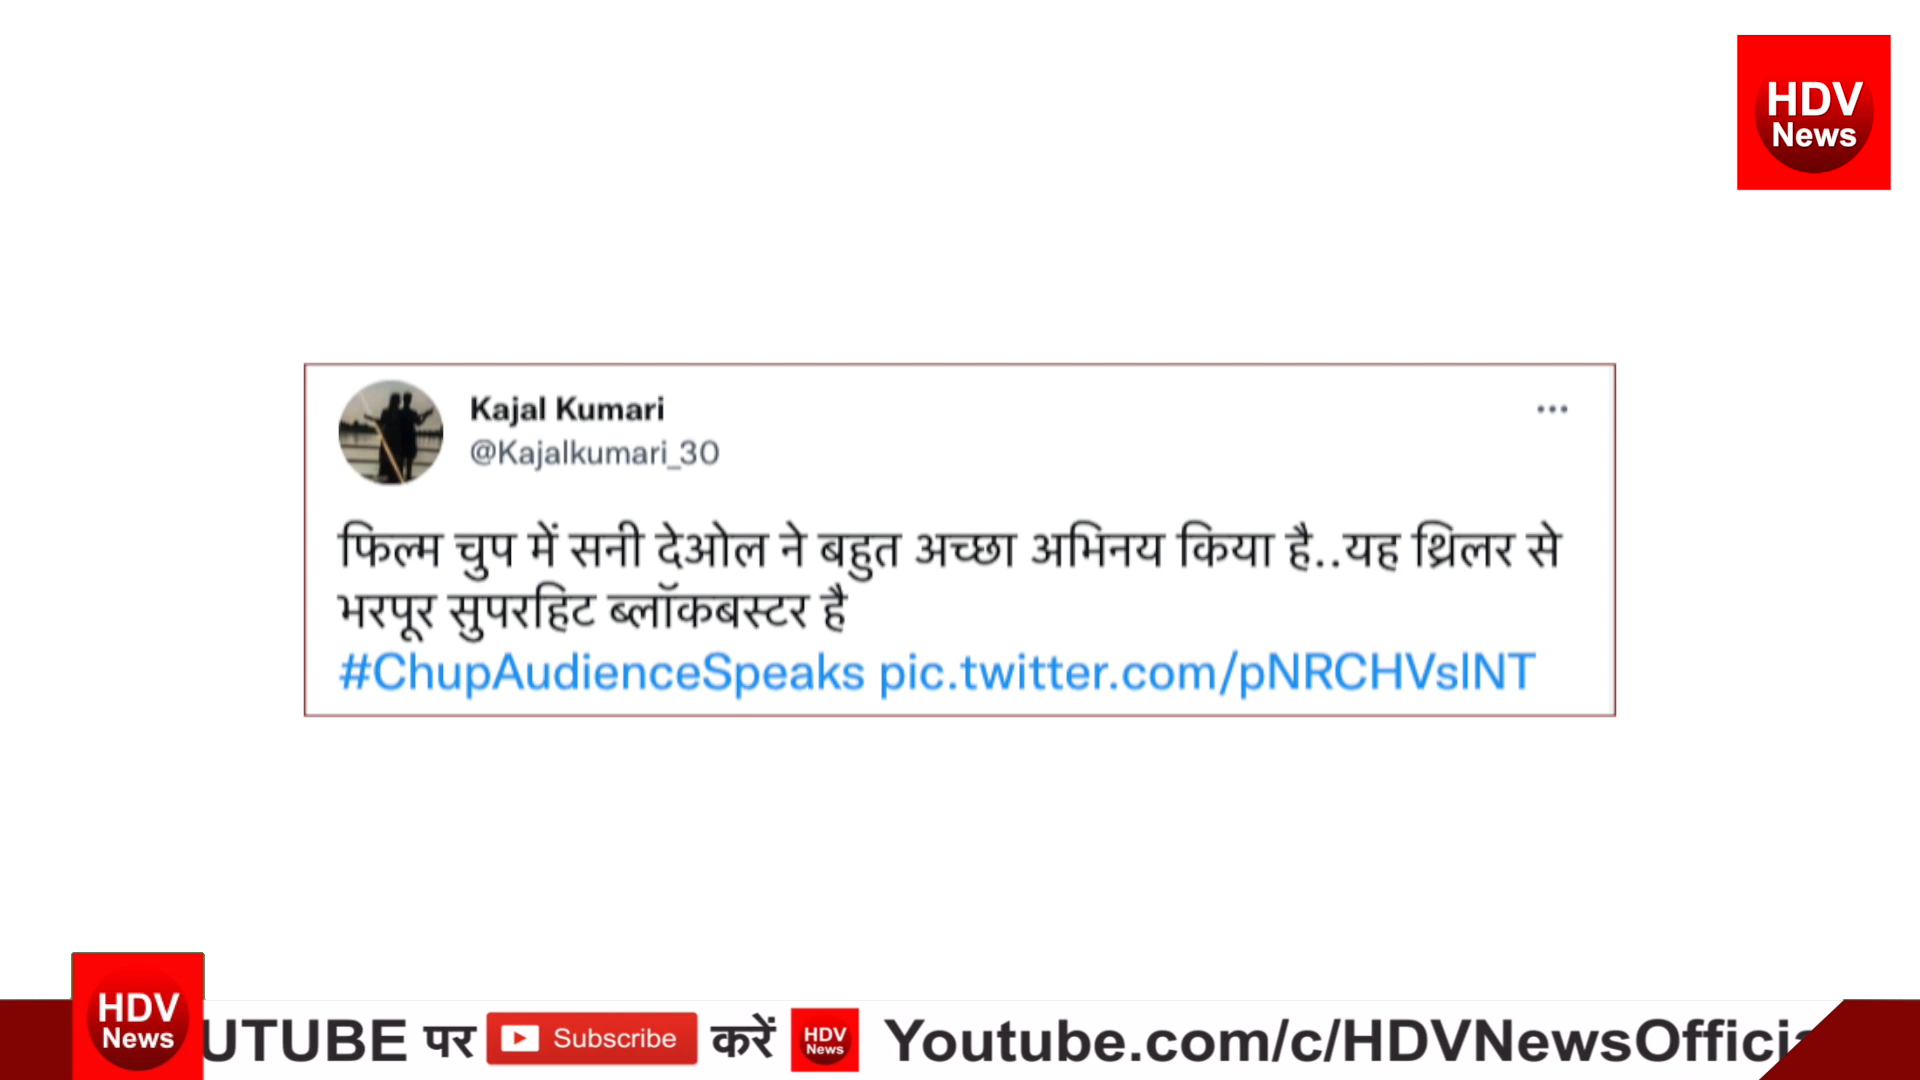 HDV
News
Kajal Kumari
@Kajalkumari_30
फिल्म चुप में सनी देओल ने बहुत अच्छा अभिनय किया है..यह थ्रिलर से
भरपूर सुपरहिट ब्लॉकबस्टर है
#ChupAudienceSpeaks pic.twitter.com/pNRCHVslNT
HDV
News
UTUBE पर Subscribe करें HDV News Youtube.com/c/HDVNewsOffici